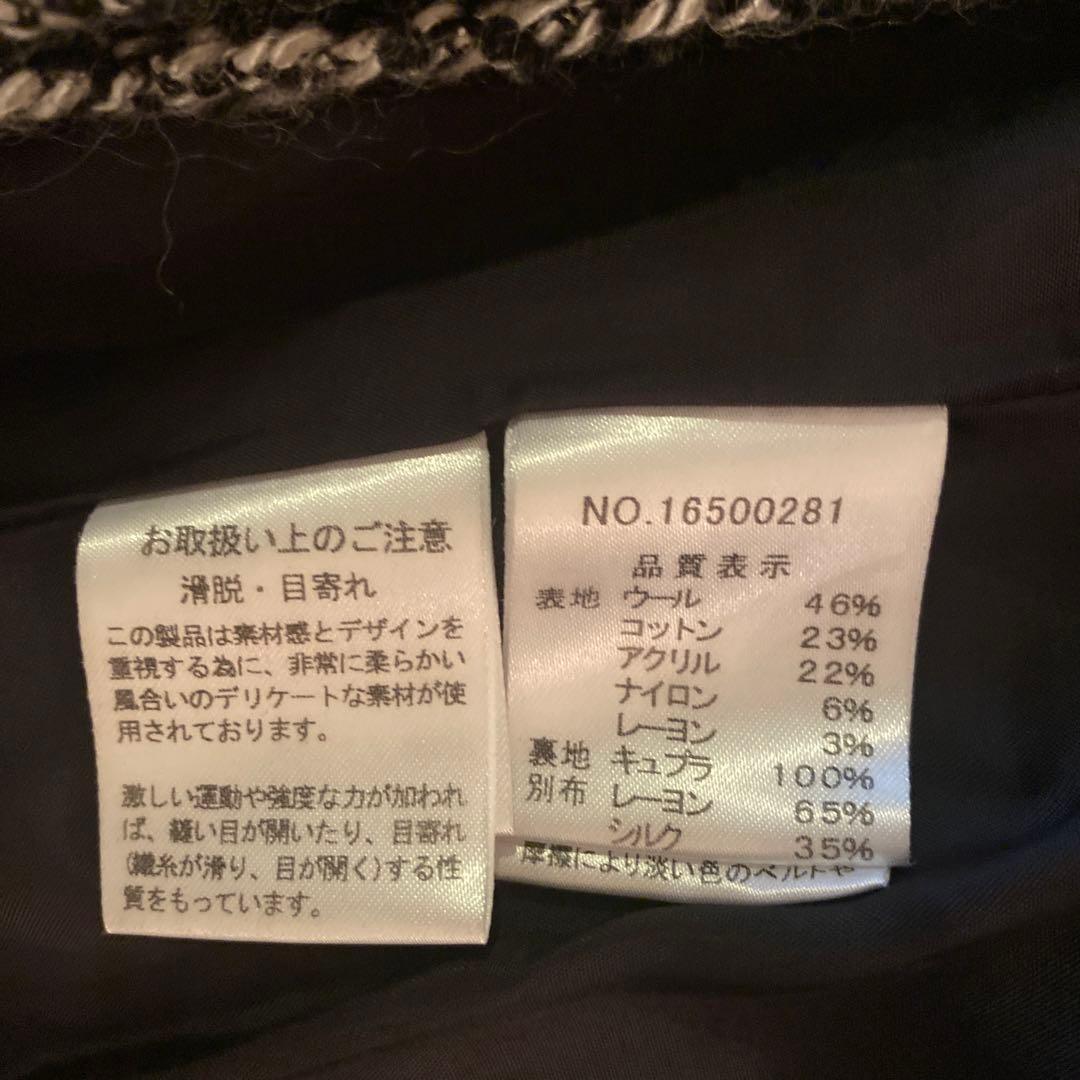 お取扱い上のご注意
滑脱・目寄れ
この製品は素材感とデザインを
重視する為に、非常に柔らかい
風合いのデリケートな素材が使
用されております。
激しい運動や強度な力が加われ
ば、縫い目が開いたり、目寄れ
(織糸が滑り、目が開く)する性
質をもっています。
NO.16500281
品質表示
表地 ウール 46%
コットン 23%
アクリル 22%
ナイロン 6%
レーヨン 3%
裏地 キュプラ 100%
別布 レーヨン 65%
シルク 35%
摩擦により淡い色のベルトや